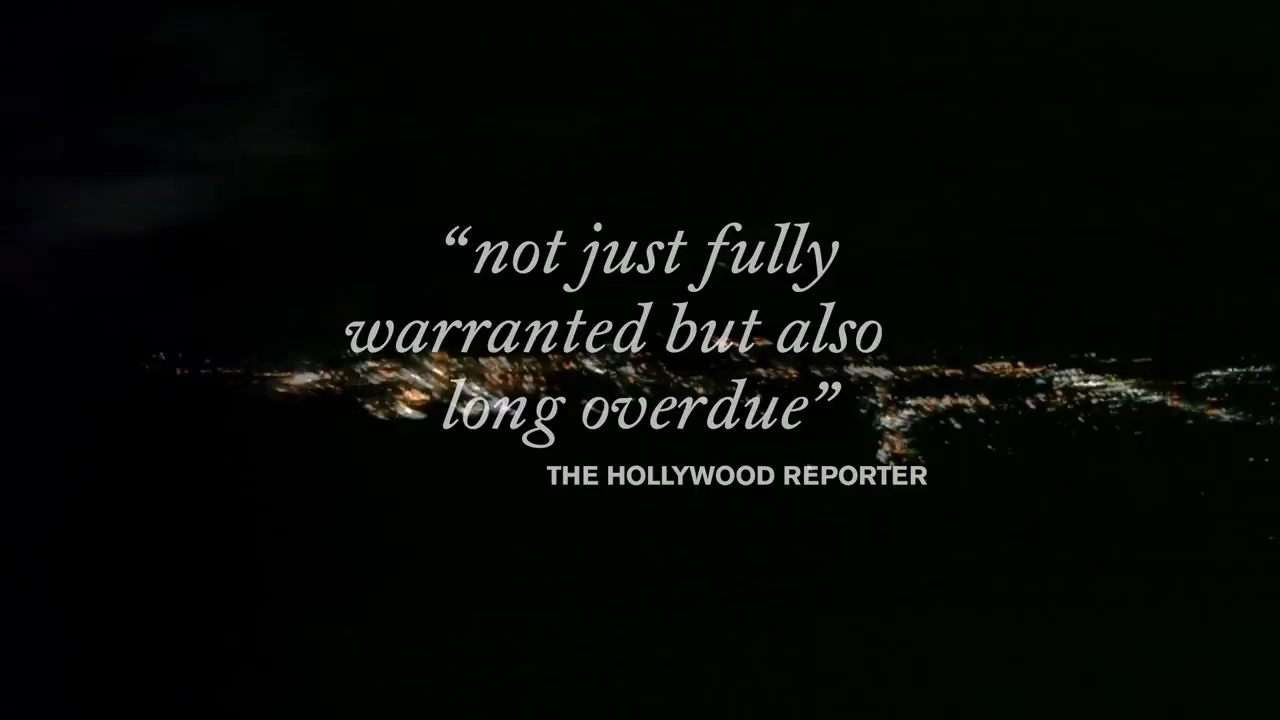 “not just fully
warranted but also
long overdue”
THE HOLLYWOOD REPORTER